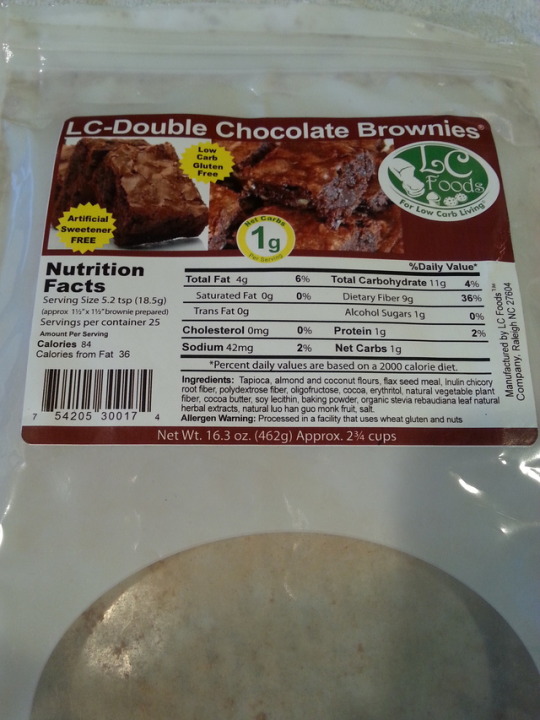 LC-Double Chocolate Brownies®
Low
Carb
Gluten
Free
LC
Foods
For Low Carb Living
Artificial
Sweetener
FREE
Net Carbs
1g
Per Serving
Nutrition
Facts
Serving Size 5.2 tsp (18.5g)
(approx 1½"x 1½"brownie prepared)
Servings per container 25
Amount Per Serving
Calories 84
Calories from Fat 36
%Daily Value*
Total Fat 4g 6% Total Carbohydrate 11g 4%
Saturated Fat 0g 0% Dietary Fiber 9g 36%
Trans Fat 0g Alcohol Sugars 1g 0%
Cholesterol 0mg 0% Protein 1g 2%
Sodium 42mg 2% Net Carbs 1g
*Percent daily values are based on a 2000 calorie diet.
Ingredients: Tapioca, almond and coconut flours, flax seed meal, Inulin chicory
root fiber, polydextrose fiber, oligofructose, cocoa, erythritol, natural vegetable plant
fiber, cocoa butter, soy lecithin, baking powder, organic stevia rebaudiana leaf natural
herbal extracts, natural luo han guo monk fruit, salt.
Allergen Warning: Processed in a facility that uses wheat gluten and nuts
Manufactured by LC Foods™
Company, Raleigh NC 27604
7 54205 30017 4
Net Wt. 16.3 oz. (462g) Approx. 2¾ cups